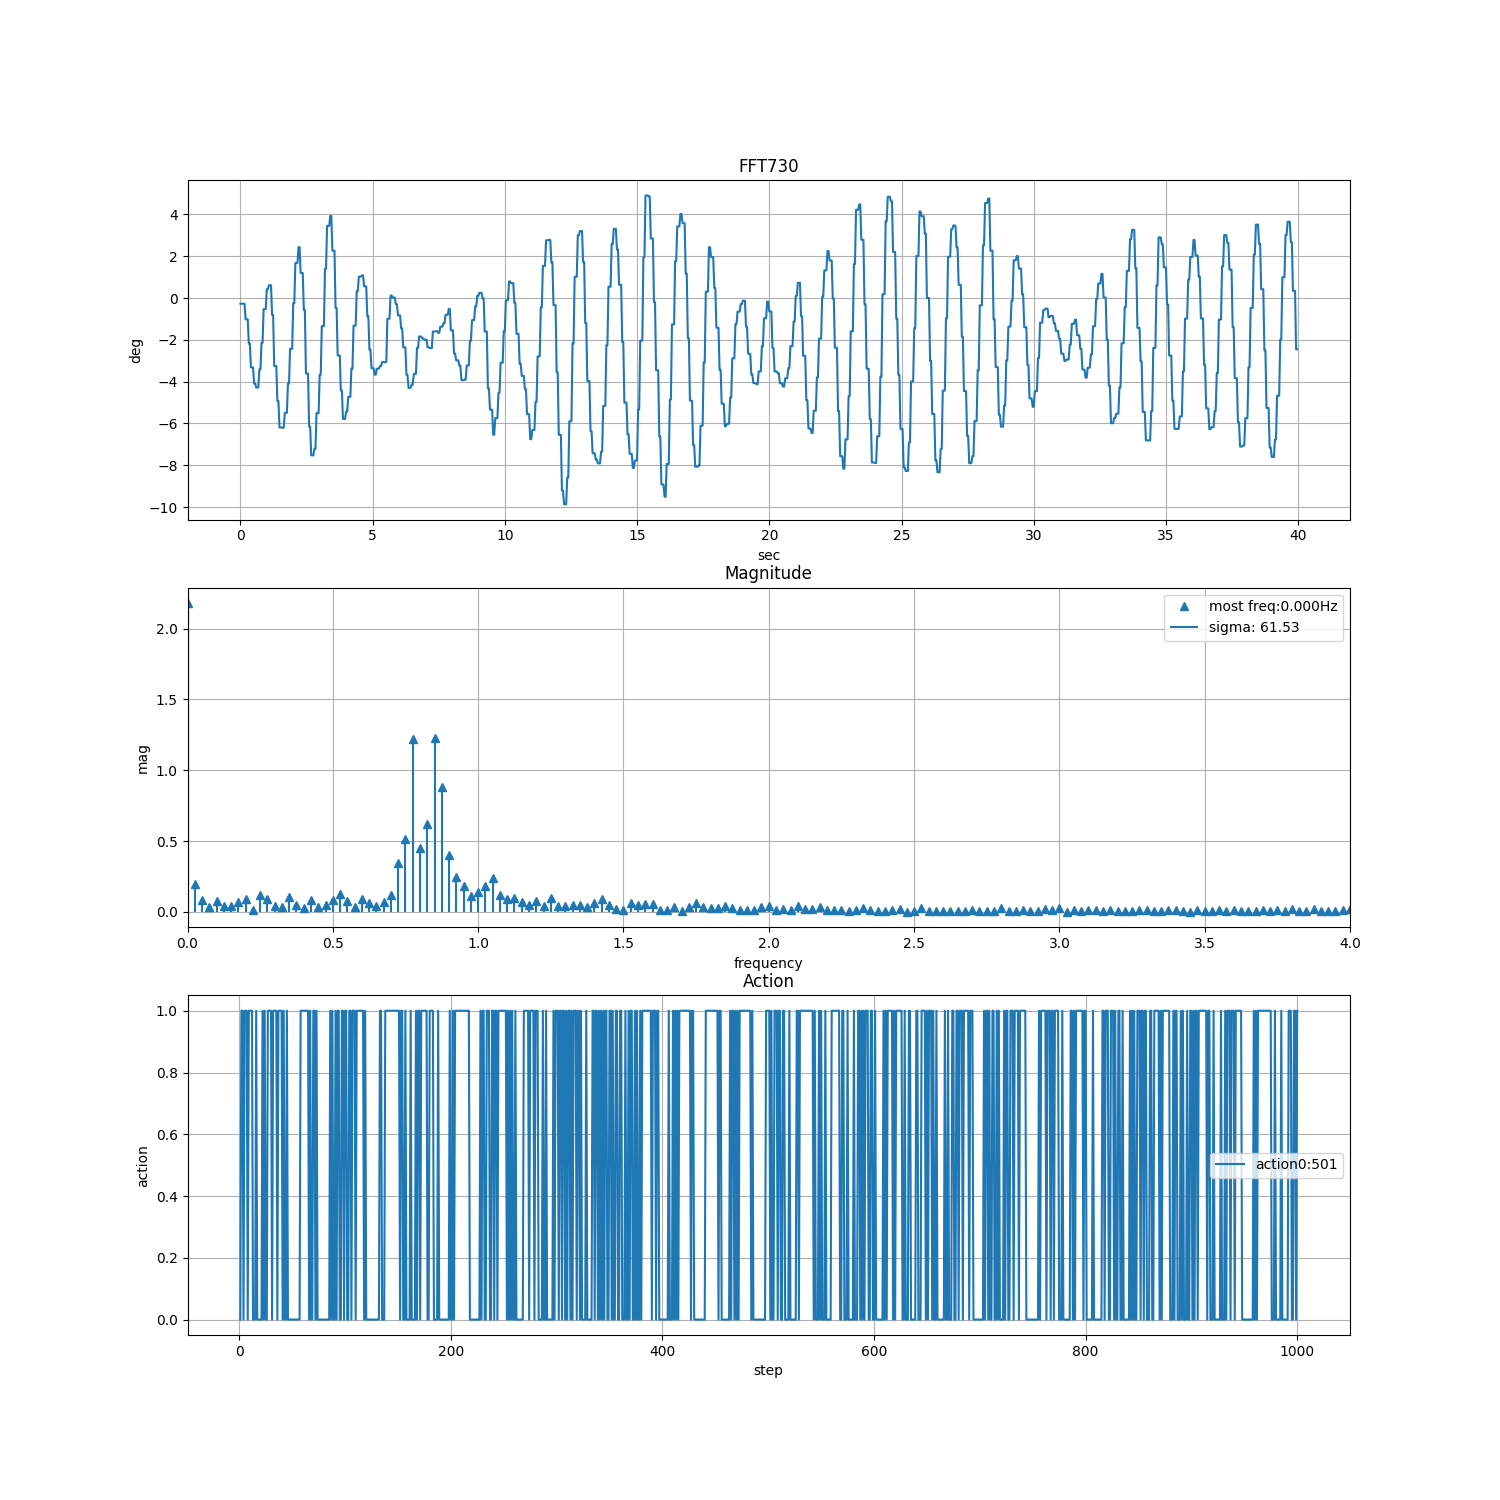 FFT730
4
2
0
−2
−4
−6
−8
−10
deg
0 5 10 15 20 25 30 35 40
sec
Magnitude
most freq:0.000Hz
sigma: 61.53
2.0
1.5
1.0
0.5
0.0
mag
0.0 0.5 1.0 1.5 2.0 2.5 3.0 3.5 4.0
frequency
Action
1.0
0.8
0.6
0.4
0.2
0.0
action
action0:501
0 200 400 600 800 1000
step